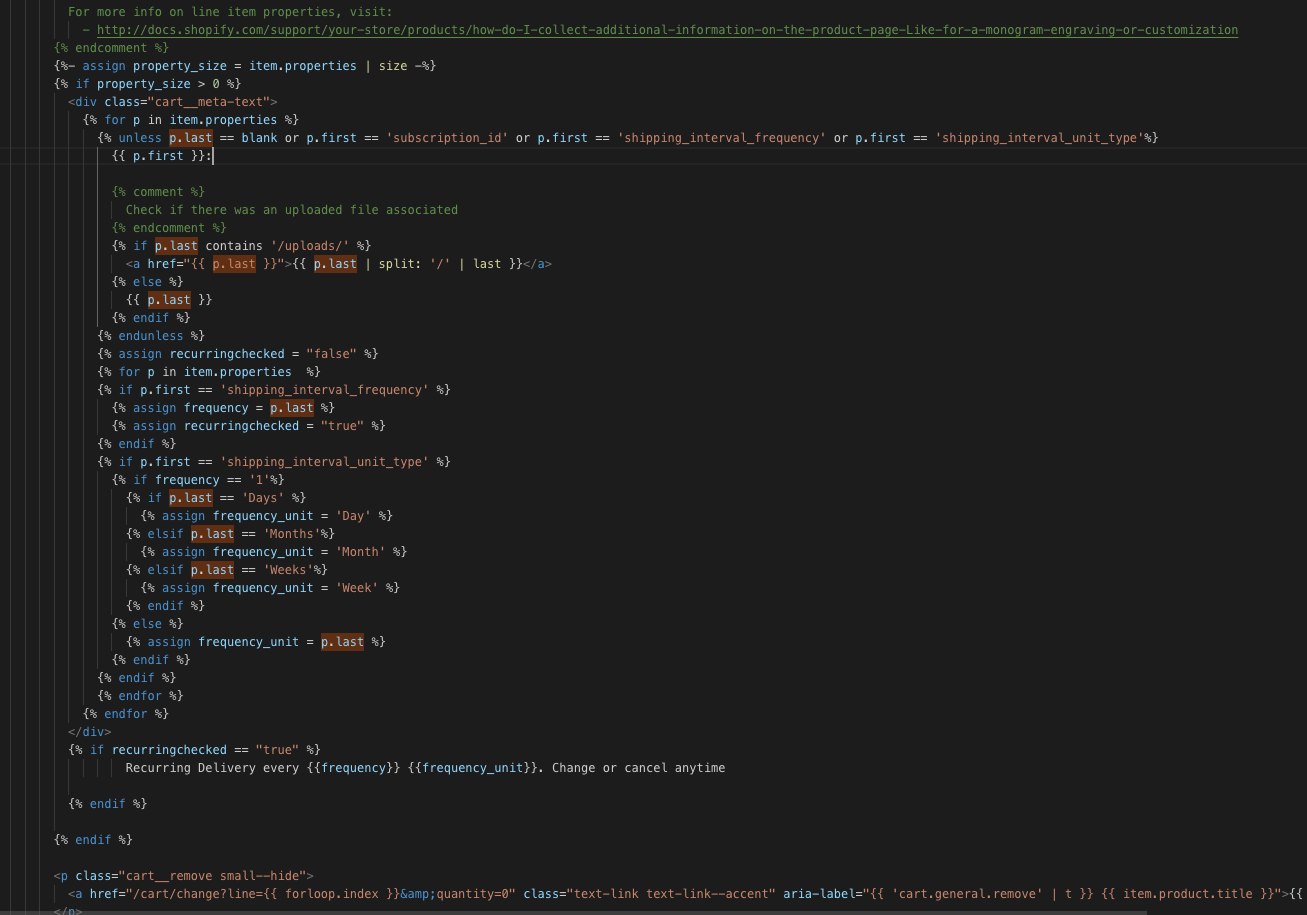 For more info on line item properties, visit:
- http://docs.shopify.com/support/your-store/products/how-do-I-collect-additional-information-on-the-product-page-Like-for-a-monogram-engraving-or-customization
{% endcomment %}
{%- assign property_size = item.properties | size -%}
{% if property_size > 0 %}
<div class="cart__meta-text">
{% for p in item.properties %}
{% unless p.last == blank or p.first == 'subscription_id' or p.first == 'shipping_interval_frequency' or p.first == 'shipping_interval_unit_type'%}
{{ p.first }}:
{% comment %}
Check if there was an uploaded file associated
{% endcomment %}
{% if p.last contains '/uploads/' %}
<a href="{{ p.last }}">{{ p.last | split: '/' | last }}</a>
{% else %}
{{ p.last }}
{% endif %}
{% endunless %}
{% assign recurringchecked = "false" %}
{% for p in item.properties  %}
{% if p.first == 'shipping_interval_frequency' %}
{% assign frequency = p.last %}
{% assign recurringchecked = "true" %}
{% endif %}
{% if p.first == 'shipping_interval_unit_type' %}
{% if frequency == '1'%}
{% if p.last == 'Days' %}
{% assign frequency_unit = 'Day' %}
{% elsif p.last == 'Months'%}
{% assign frequency_unit = 'Month' %}
{% elsif p.last == 'Weeks'%}
{% assign frequency_unit = 'Week' %}
{% endif %}
{% else %}
{% assign frequency_unit = p.last %}
{% endif %}
{% endif %}
{% endfor %}
{% endfor %}
</div>
{% if recurringchecked == "true" %}
Recurring Delivery every {{frequency}} {{frequency_unit}}. Change or cancel anytime
{% endif %}
{% endif %}
<p class="cart__remove small--hide">
<a href="/cart/change?line={{ forloop.index }}&amp;quantity=0" class="text-link text-link--accent" aria-label="{{ 'cart.general.remove' | t }} {{ item.product.title }}">{{
</p>